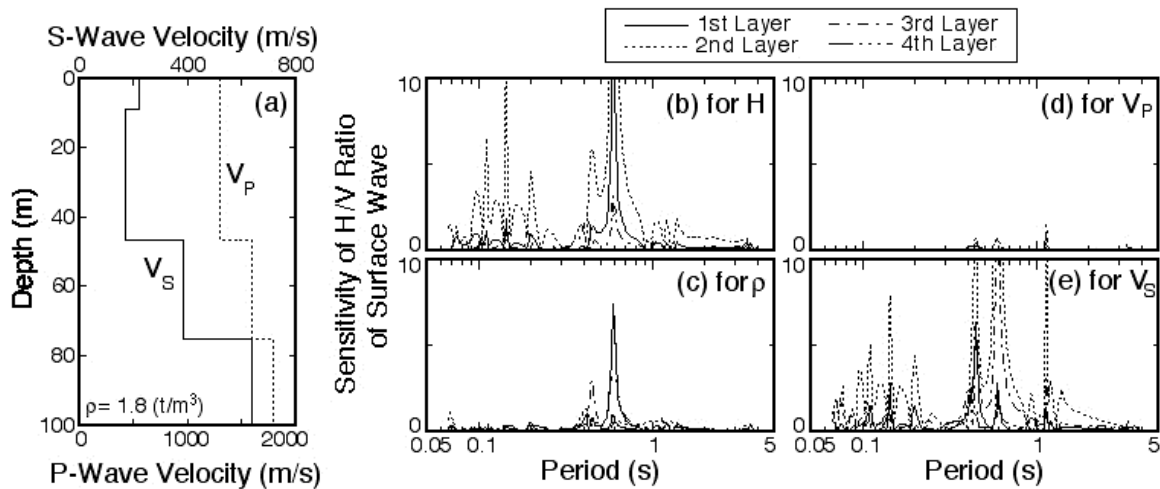 S-Wave Velocity (m/s)
0 200 400 600 800
(a)
Depth (m)
0
20
40
60
80
100
V_P
V_S
ρ= 1.8 (t/m³)
0 1000 2000
P-Wave Velocity (m/s)
1st Layer
2nd Layer
3rd Layer
4th Layer
Sensitivity of H/V Ratio
of Surface Wave
10
(b) for H
0
10
(c) for ρ
0
0.05 0.1 1 5
Period (s)
10
(d) for V_P
0
10
(e) for V_S
0
0.05 0.1 1 5
Period (s)